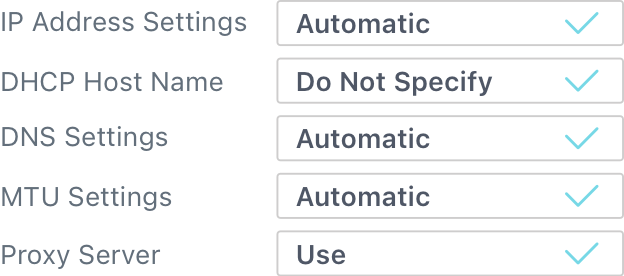 IP Address Settings Automatic
DHCP Host Name Do Not Specify
DNS Settings Automatic
MTU Settings Automatic
Proxy Server Use